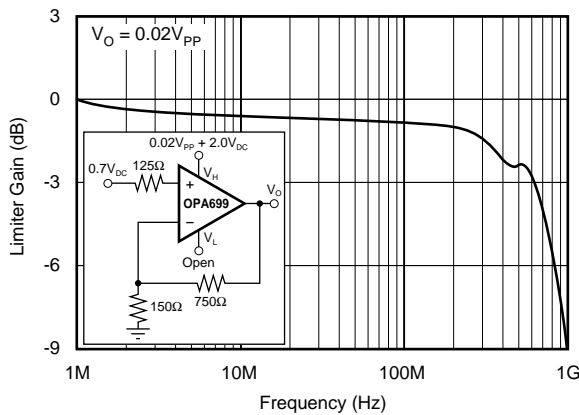 3
0
-3
-6
-9
Limiter Gain (dB)
V_O = 0.02V_PP
0.02V_PP + 2.0V_DC
0.7V_DC
125Ω
V_H
V_O
+
OPA699
−
V_L
Open
750Ω
150Ω
1M
10M
100M
1G
Frequency (Hz)